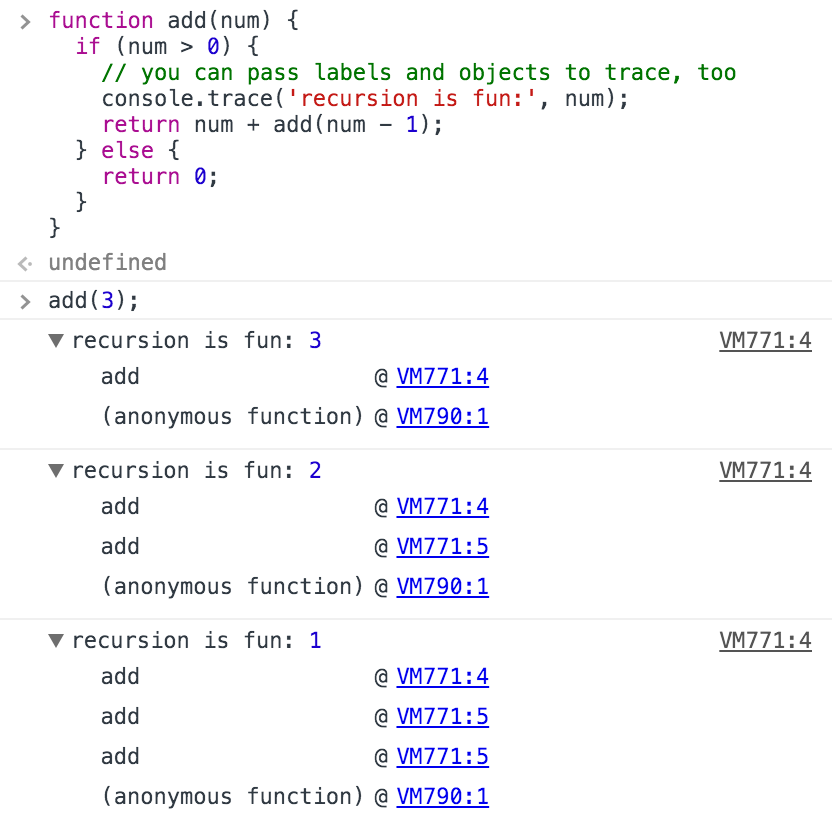 function add(num) {
if (num > 0) {
// you can pass labels and objects to trace, too
console.trace('recursion is fun:', num);
return num + add(num − 1);
} else {
return 0;
}
}
undefined
add(3);
recursion is fun: 3 VM771:4
add @ VM771:4
(anonymous function) @ VM790:1
recursion is fun: 2 VM771:4
add @ VM771:4
add @ VM771:5
(anonymous function) @ VM790:1
recursion is fun: 1 VM771:4
add @ VM771:4
add @ VM771:5
add @ VM771:5
(anonymous function) @ VM790:1